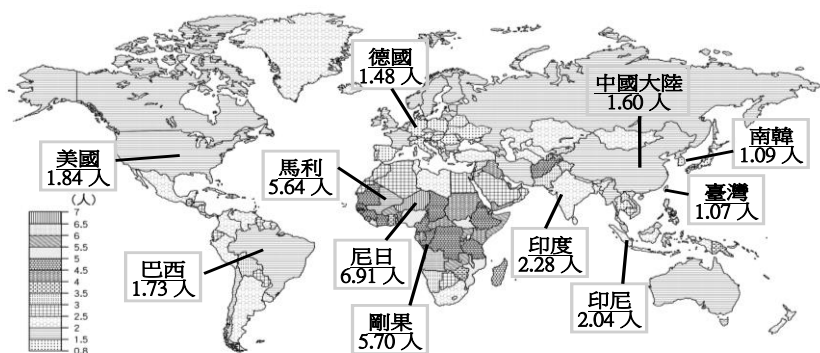 德國
1.48 人
中國大陸
1.60 人
南韓
1.09 人
美國
1.84 人
馬利
5.64 人
臺灣
1.07 人
(人)
7
6.5
6
5.5
5
4.5
4
3.5
3
2.5
2
1.5
0.8
巴西
1.73 人
尼日
6.91 人
印度
2.28 人
剛果
5.70 人
印尼
2.04 人